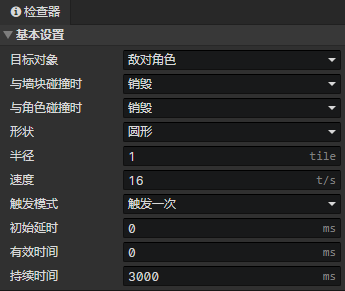 检查器
基本设置
目标对象 敌对角色
与墙块碰撞时 销毁
与角色碰撞时 销毁
形状 圆形
半径 1 tile
速度 16 t/s
触发模式 触发一次
初始延时 0 ms
有效时间 0 ms
持续时间 3000 ms